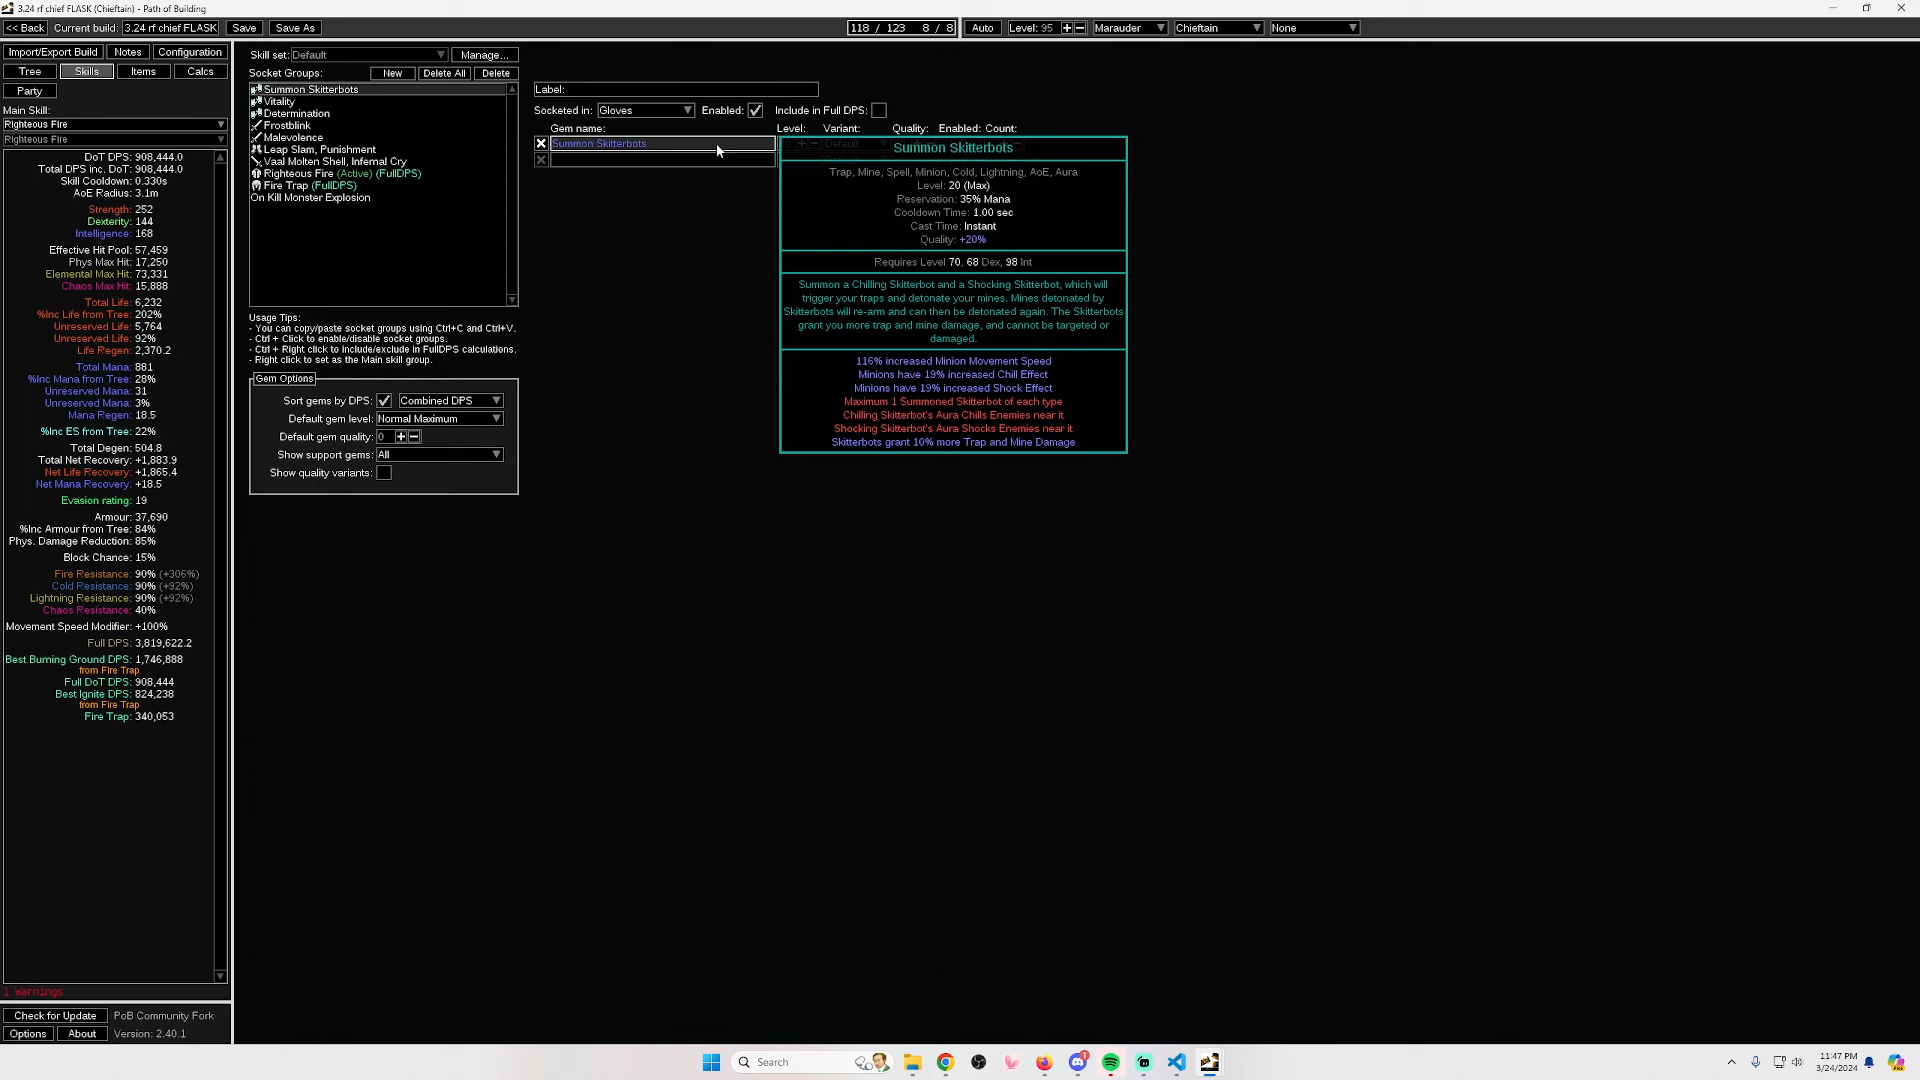 3.24 rf chief FLASK (Chieftain) - Path of Building
<< Back Current build: 3.24 rf chief FLASK Save Save As 118 / 123 8 / 8 Auto Level: 95 Marauder Chieftain None
Import/Export Build Notes Configuration
Tree Skills Items Calcs
Party
Main Skill:
Righteous Fire
Righteous Fire
DoT DPS: 908,444.0
Total DPS inc. DoT: 908,444.0
Skill Cooldown: 0.330s
AoE Radius: 3.1m
Strength: 252
Dexterity: 144
Intelligence: 168
Effective Hit Pool: 57,459
Phys Max Hit: 17,250
Elemental Max Hit: 73,331
Chaos Max Hit: 15,888
Total Life: 6,232
%Inc Life from Tree: 202%
Unreserved Life: 5,764
Unreserved Life: 92%
Life Regen: 2,370.2
Total Mana: 881
%Inc Mana from Tree: 28%
Unreserved Mana: 31
Unreserved Mana: 3%
Mana Regen: 18.5
%Inc ES from Tree: 22%
Total Degen: 504.8
Total Net Recovery: +1,883.9
Net Life Recovery: +1,865.4
Net Mana Recovery: +18.5
Evasion rating: 19
Armour: 37,690
%Inc Armour from Tree: 84%
Phys. Damage Reduction: 85%
Block Chance: 15%
Fire Resistance: 90% (+306%)
Cold Resistance: 90% (+92%)
Lightning Resistance: 90% (+92%)
Chaos Resistance: 40%
Movement Speed Modifier: +100%
Full DPS: 3,819,622.2
Best Burning Ground DPS: 1,746,888
from Fire Trap
Full DoT DPS: 908,444
Best Ignite DPS: 824,238
from Fire Trap
Fire Trap: 340,053
1 Warnings
Check for Update PoB Community Fork
Options About Version: 2.40.1
Skill set: Default Manage...
Socket Groups: New Delete All Delete
Summon Skitterbots
Vitality
Determination
Frostblink
Malevolence
Leap Slam, Punishment
Vaal Molten Shell, Infernal Cry
Righteous Fire (Active) (FullDPS)
Fire Trap (FullDPS)
On Kill Monster Explosion
Usage Tips:
- You can copy/paste socket groups using Ctrl+C and Ctrl+V.
- Ctrl + Click to enable/disable socket groups.
- Ctrl + Right click to include/exclude in FullDPS calculations.
- Right click to set as the Main skill group.
Gem Options
Sort gems by DPS: Combined DPS
Default gem level: Normal Maximum
Default gem quality: 0
Show support gems: All
Show quality variants:
Label:
Socketed in: Gloves Enabled: Include in Full DPS:
Gem name: Level: Variant: Quality: Enabled: Count:
Summon Skitterbots
Summon Skitterbots
Trap, Mine, Spell, Minion, Cold, Lightning, AoE, Aura
Level: 20 (Max)
Reservation: 35% Mana
Cooldown Time: 1.00 sec
Cast Time: Instant
Quality: +20%
Requires Level 70, 68 Dex, 98 Int
Summon a Chilling Skitterbot and a Shocking Skitterbot, which will
trigger your traps and detonate your mines. Mines detonated by
Skitterbots will re-arm and can then be detonated again. The Skitterbots
grant you more trap and mine damage, and cannot be targeted or
damaged.
116% increased Minion Movement Speed
Minions have 19% increased Chill Effect
Minions have 19% increased Shock Effect
Maximum 1 Summoned Skitterbot of each type
Chilling Skitterbot's Aura Chills Enemies near it
Shocking Skitterbot's Aura Shocks Enemies near it
Skitterbots grant 10% more Trap and Mine Damage
Search
1
11:47 PM
3/24/2024